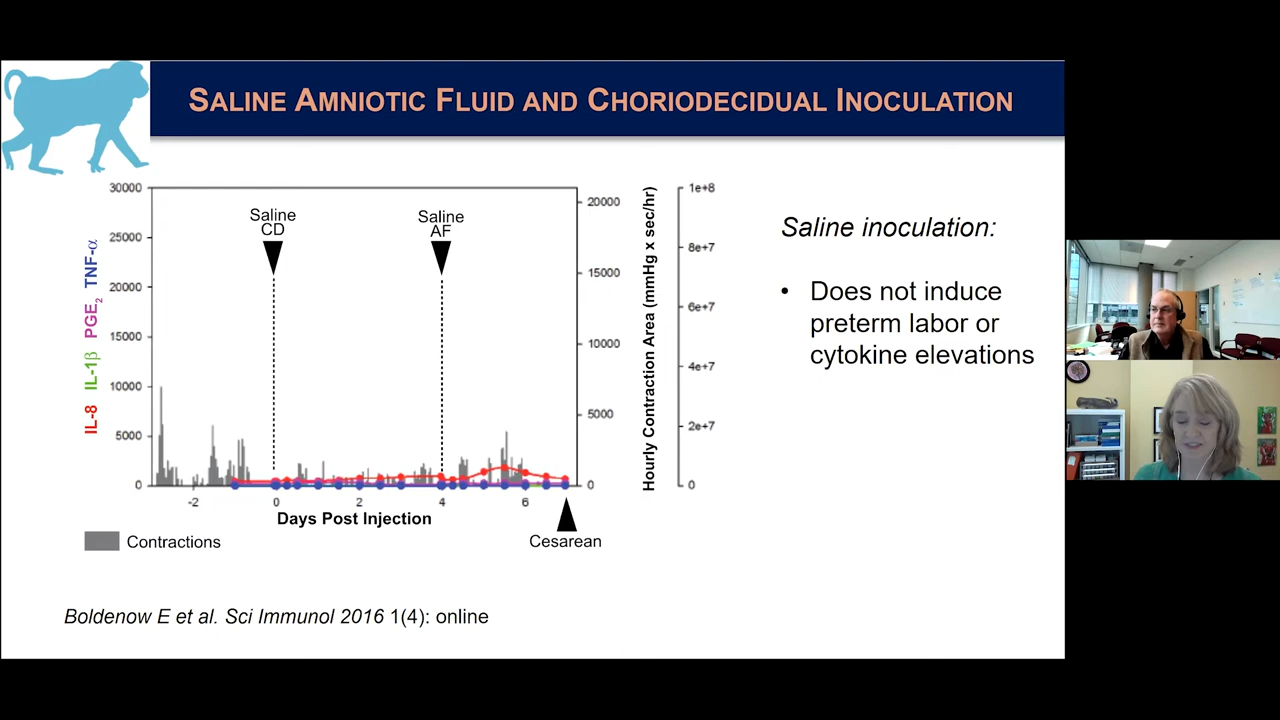 SALINE AMNIOTIC FLUID AND CHORIODECIDUAL INOCULATION
30000
25000
20000
15000
10000
5000
0
IL-8 IL-1β PGE2 TNF-α
Saline
CD
Saline
AF
20000
15000
10000
5000
0
Hourly Contraction Area (mmHg x sec/hr)
1e+8
8e+7
6e+7
4e+7
2e+7
0
-2 0 2 4 6
Days Post Injection
Contractions
Cesarean
Saline inoculation:
• Does not induce
preterm labor or
cytokine elevations
Boldenow E et al. Sci Immunol 2016 1(4): online